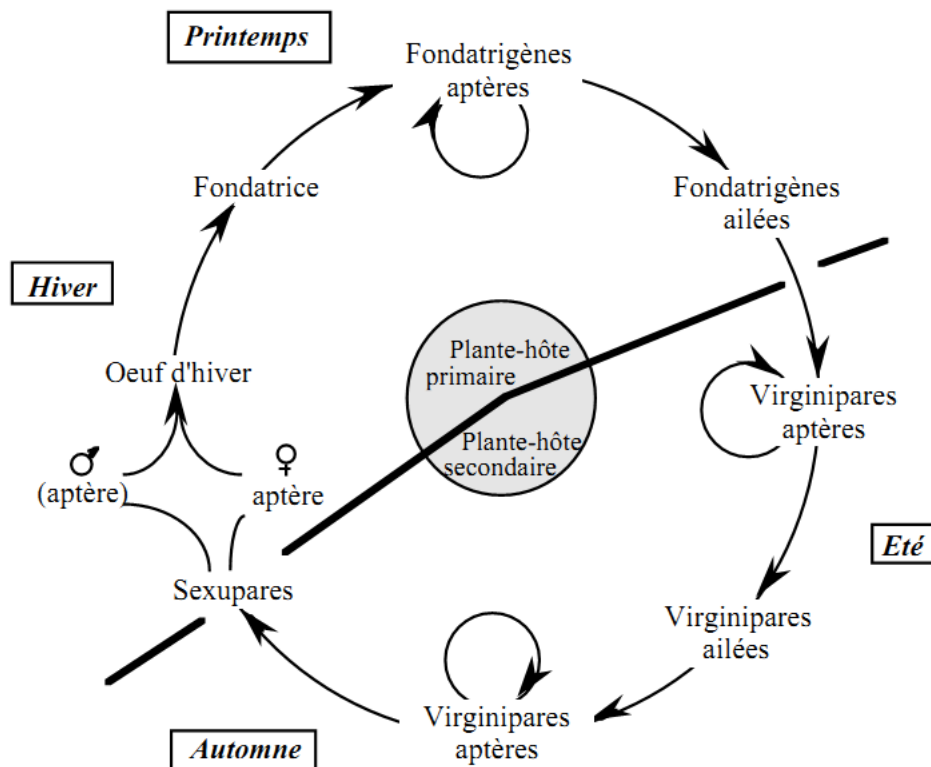 Printemps
Fondatrigènes
aptères
Fondatrice
Fondatrigènes
ailées
Hiver
Plante-hôte
primaire
Oeuf d'hiver
Virginipares
aptères
Plante-hôte
secondaire
♂
(aptère)
♀
aptère
Eté
Sexupares
Virginipares
ailées
Virginipares
aptères
Automne